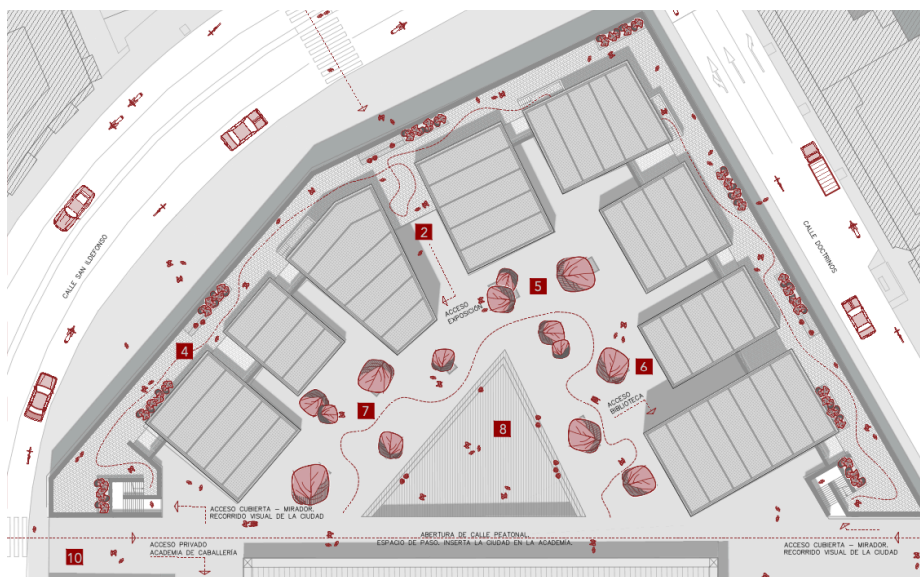 CALLE SAN ILDEFONSO
CALLE DOCTRINOS
2
ACCESO
EXPOSICIÓN
5
4
6
7
ACCESO
BIBLIOTECA
8
ACCESO CUBIERTA – MIRADOR.
RECORRIDO VISUAL DE LA CIUDAD
ABERTURA DE CALLE PEATONAL,
ESPACIO DE PASO. INSERTA LA CIUDAD EN LA ACADEMIA.
ACCESO PRIVADO
ACADEMIA DE CABALLERÍA
10
ACCESO CUBIERTA – MIRADOR.
RECORRIDO VISUAL DE LA CIUDAD